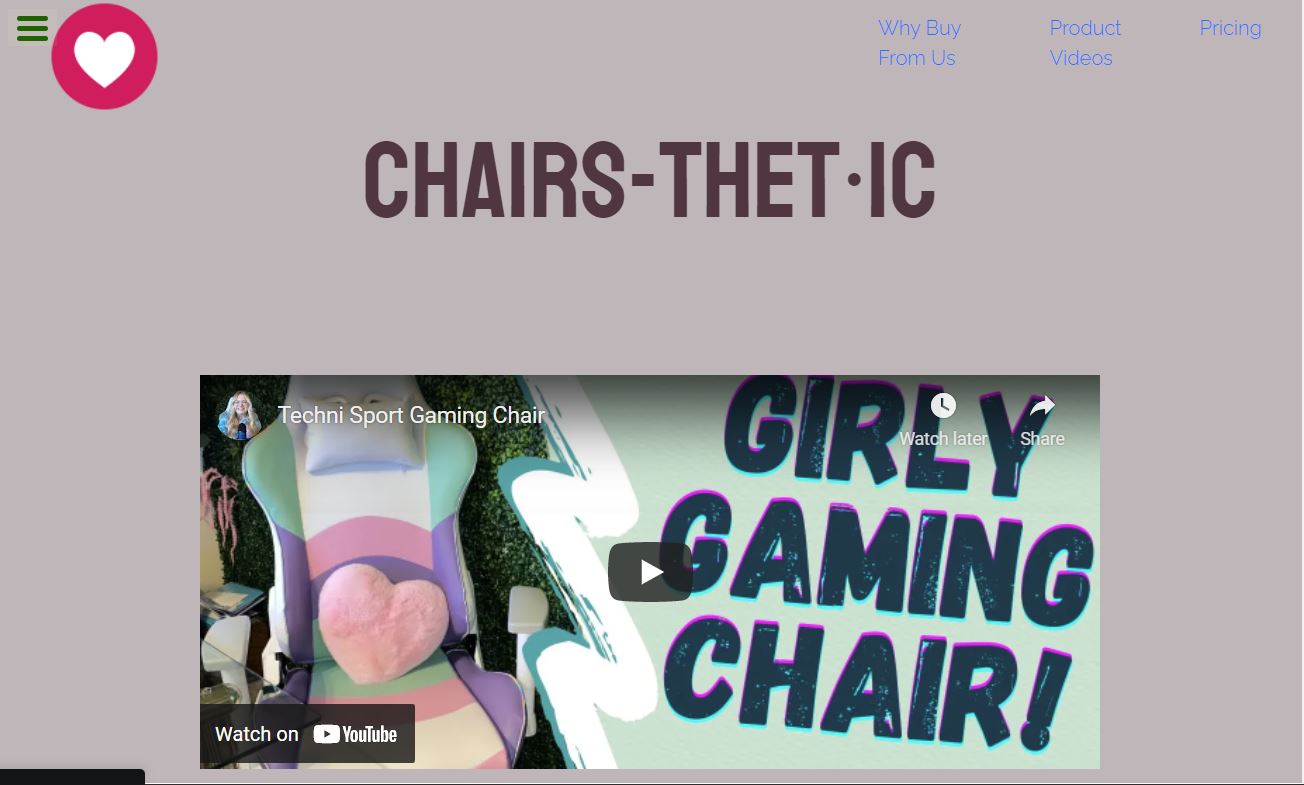 Why Buy
From Us
Product
Videos
Pricing
CHAIRS-THET·IC
Techni Sport Gaming Chair
Watch later
Share
GIRLY
GAMING
CHAIR!
Watch on YouTube